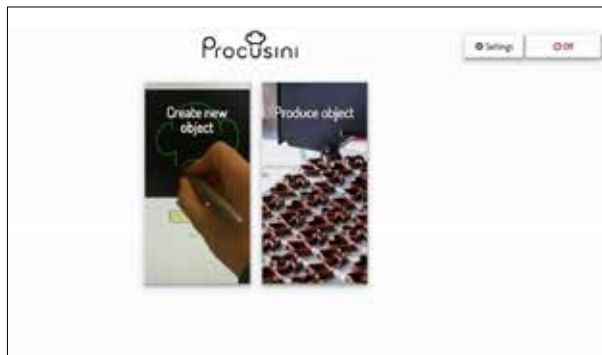 Procusini
Settings
Off
Create new
object
Produce object